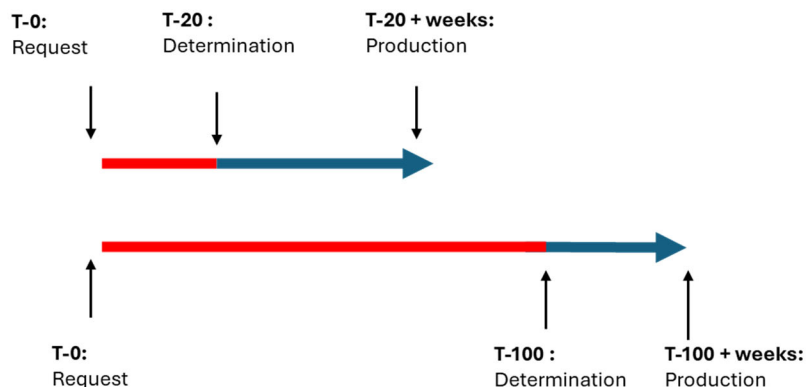 T-0:
Request
T-20 :
Determination
T-20 + weeks:
Production
T-0:
Request
T-100 :
Determination
T-100 + weeks:
Production